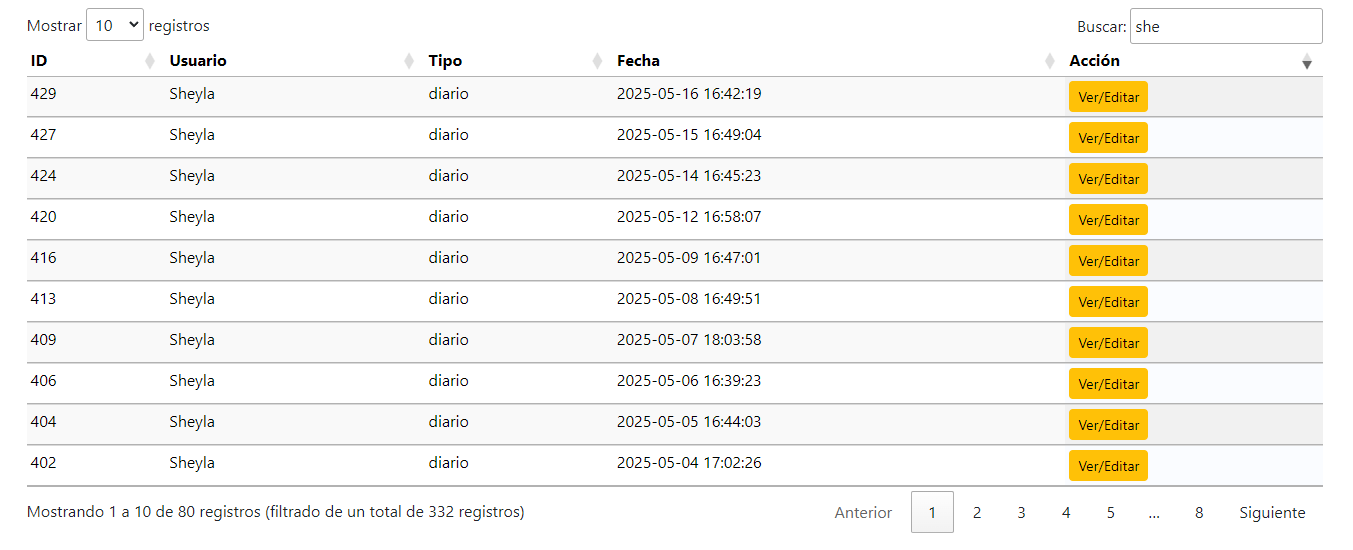 Mostrar 10 registros Buscar: she
ID Usuario Tipo Fecha Acción
429 Sheyla diario 2025-05-16 16:42:19 Ver/Editar
427 Sheyla diario 2025-05-15 16:49:04 Ver/Editar
424 Sheyla diario 2025-05-14 16:45:23 Ver/Editar
420 Sheyla diario 2025-05-12 16:58:07 Ver/Editar
416 Sheyla diario 2025-05-09 16:47:01 Ver/Editar
413 Sheyla diario 2025-05-08 16:49:51 Ver/Editar
409 Sheyla diario 2025-05-07 18:03:58 Ver/Editar
406 Sheyla diario 2025-05-06 16:39:23 Ver/Editar
404 Sheyla diario 2025-05-05 16:44:03 Ver/Editar
402 Sheyla diario 2025-05-04 17:02:26 Ver/Editar
Mostrando 1 a 10 de 80 registros (filtrado de un total de 332 registros) Anterior 1 2 3 4 5 ... 8 Siguiente